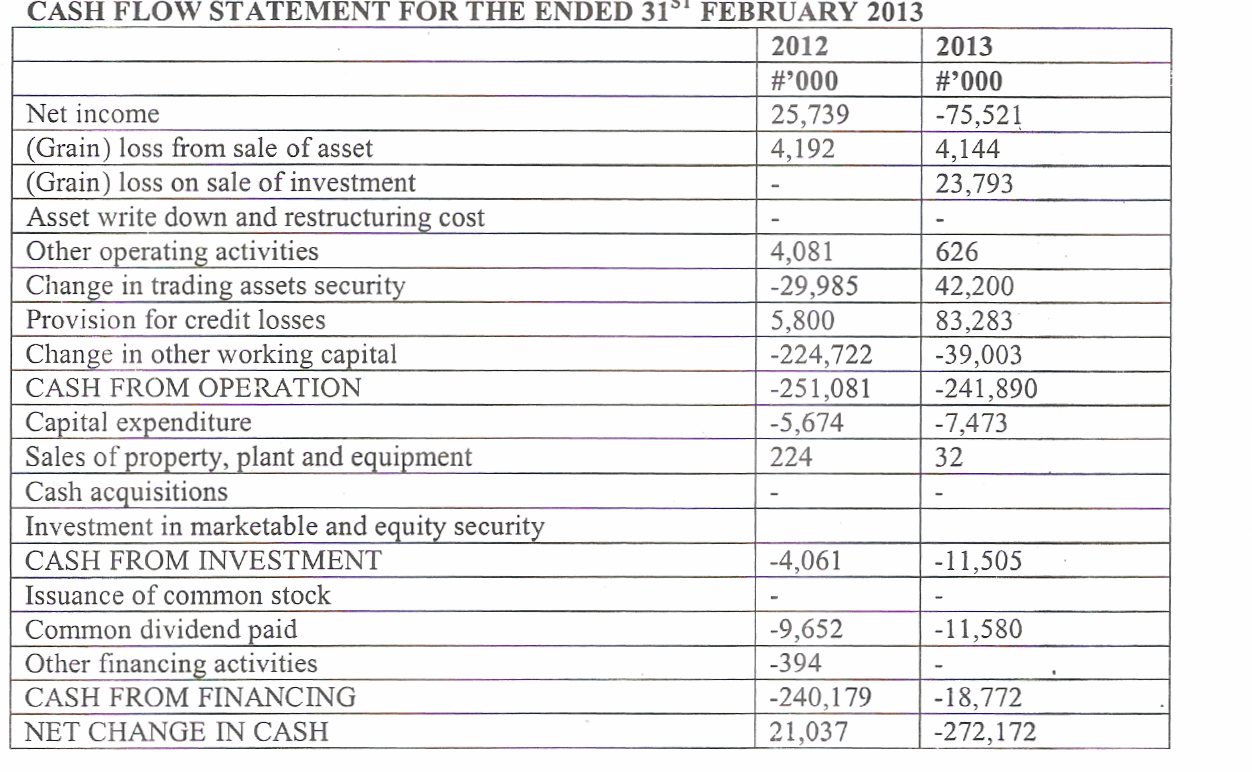 CASH FLOW STATEMENT FOR THE ENDED 31ST FEBRUARY 2013
2012 2013
#’000 #’000
Net income 25,739 -75,521
(Grain) loss from sale of asset 4,192 4,144
(Grain) loss on sale of investment - 23,793
Asset write down and restructuring cost - -
Other operating activities 4,081 626
Change in trading assets security -29,985 42,200
Provision for credit losses 5,800 83,283
Change in other working capital -224,722 -39,003
CASH FROM OPERATION -251,081 -241,890
Capital expenditure -5,674 -7,473
Sales of property, plant and equipment 224 32
Cash acquisitions - -
Investment in marketable and equity security
CASH FROM INVESTMENT -4,061 -11,505
Issuance of common stock - -
Common dividend paid -9,652 -11,580
Other financing activities -394 -
CASH FROM FINANCING -240,179 -18,772
NET CHANGE IN CASH 21,037 -272,172